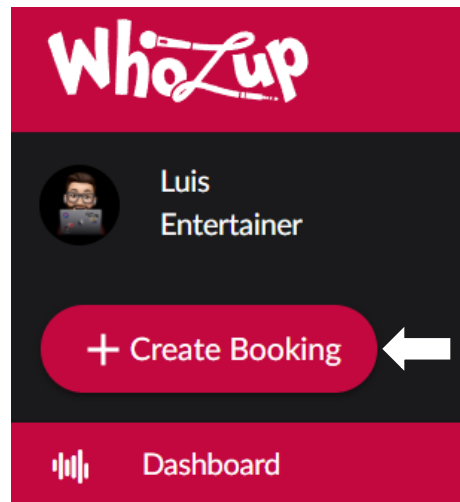 WhoZup
Luis
Entertainer
+ Create Booking
Dashboard